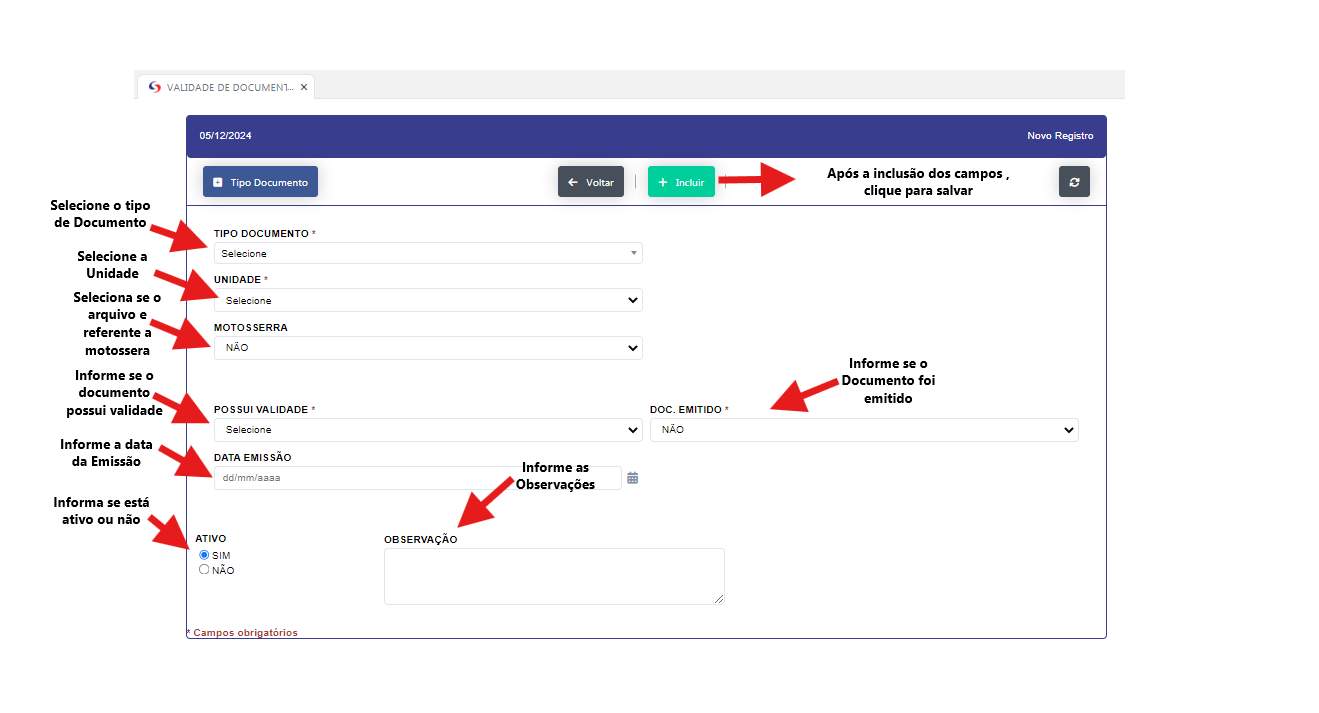 VALIDADE DE DOCUMENT...
05/12/2024
Novo Registro
Tipo Documento
Voltar
Incluir
Após a inclusão dos campos ,
clique para salvar
Selecione o tipo
de Documento
TIPO DOCUMENTO *
Selecione
Selecione a
Unidade
UNIDADE *
Selecione
Seleciona se o
arquivo e
referente a
motossera
MOTOSSERRA
NÃO
Informe se o
documento
possui validade
POSSUI VALIDADE *
Selecione
Informe se o
Documento foi
emitido
DOC. EMITIDO *
NÃO
Informe a data
da Emissão
DATA EMISSÃO
dd/mm/aaaa
Informe as
Observações
Informa se está
ativo ou não
ATIVO
SIM
NÃO
OBSERVAÇÃO
* Campos obrigatórios